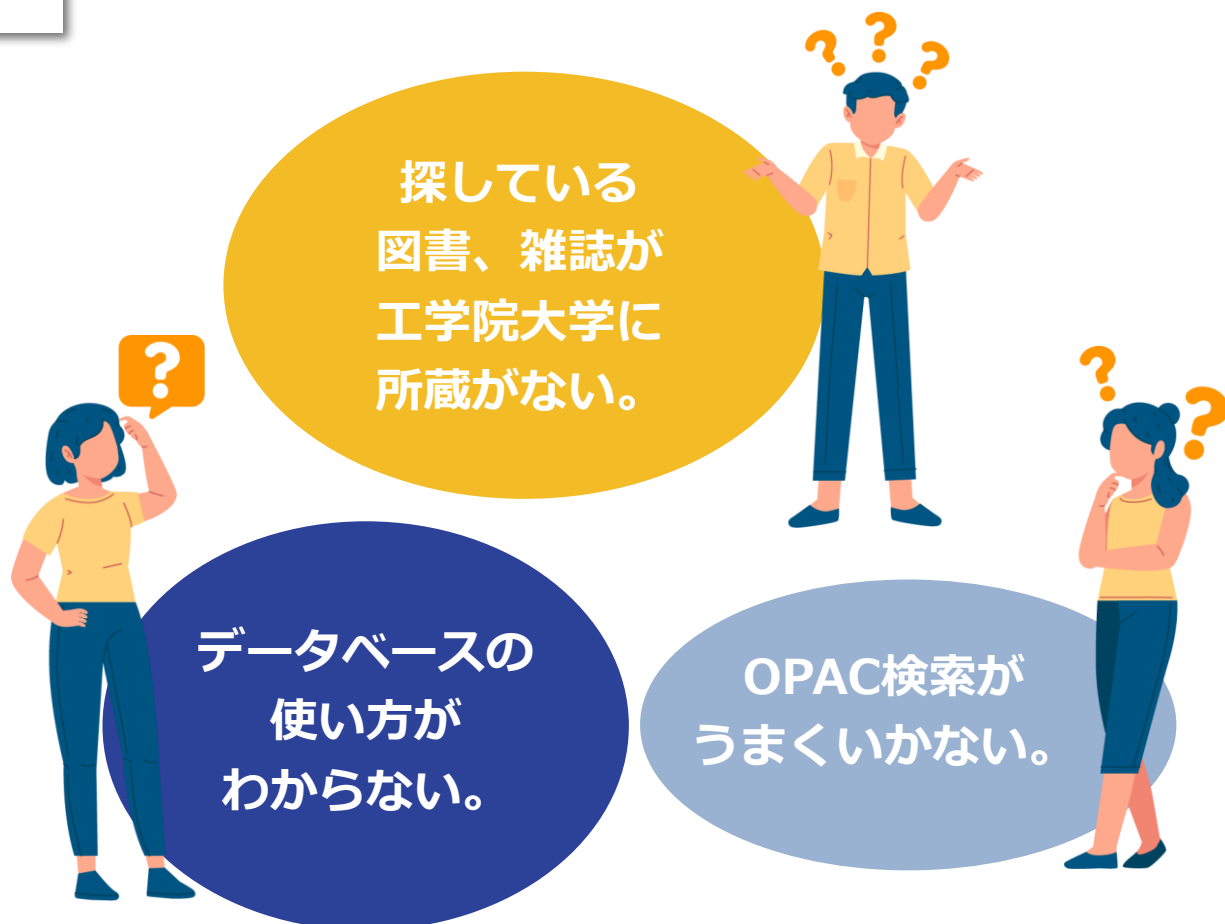 探している
図書、雑誌が
工学院大学に
所蔵がない。
?
データベースの
使い方が
わからない。
OPAC検索が
うまくいかない。